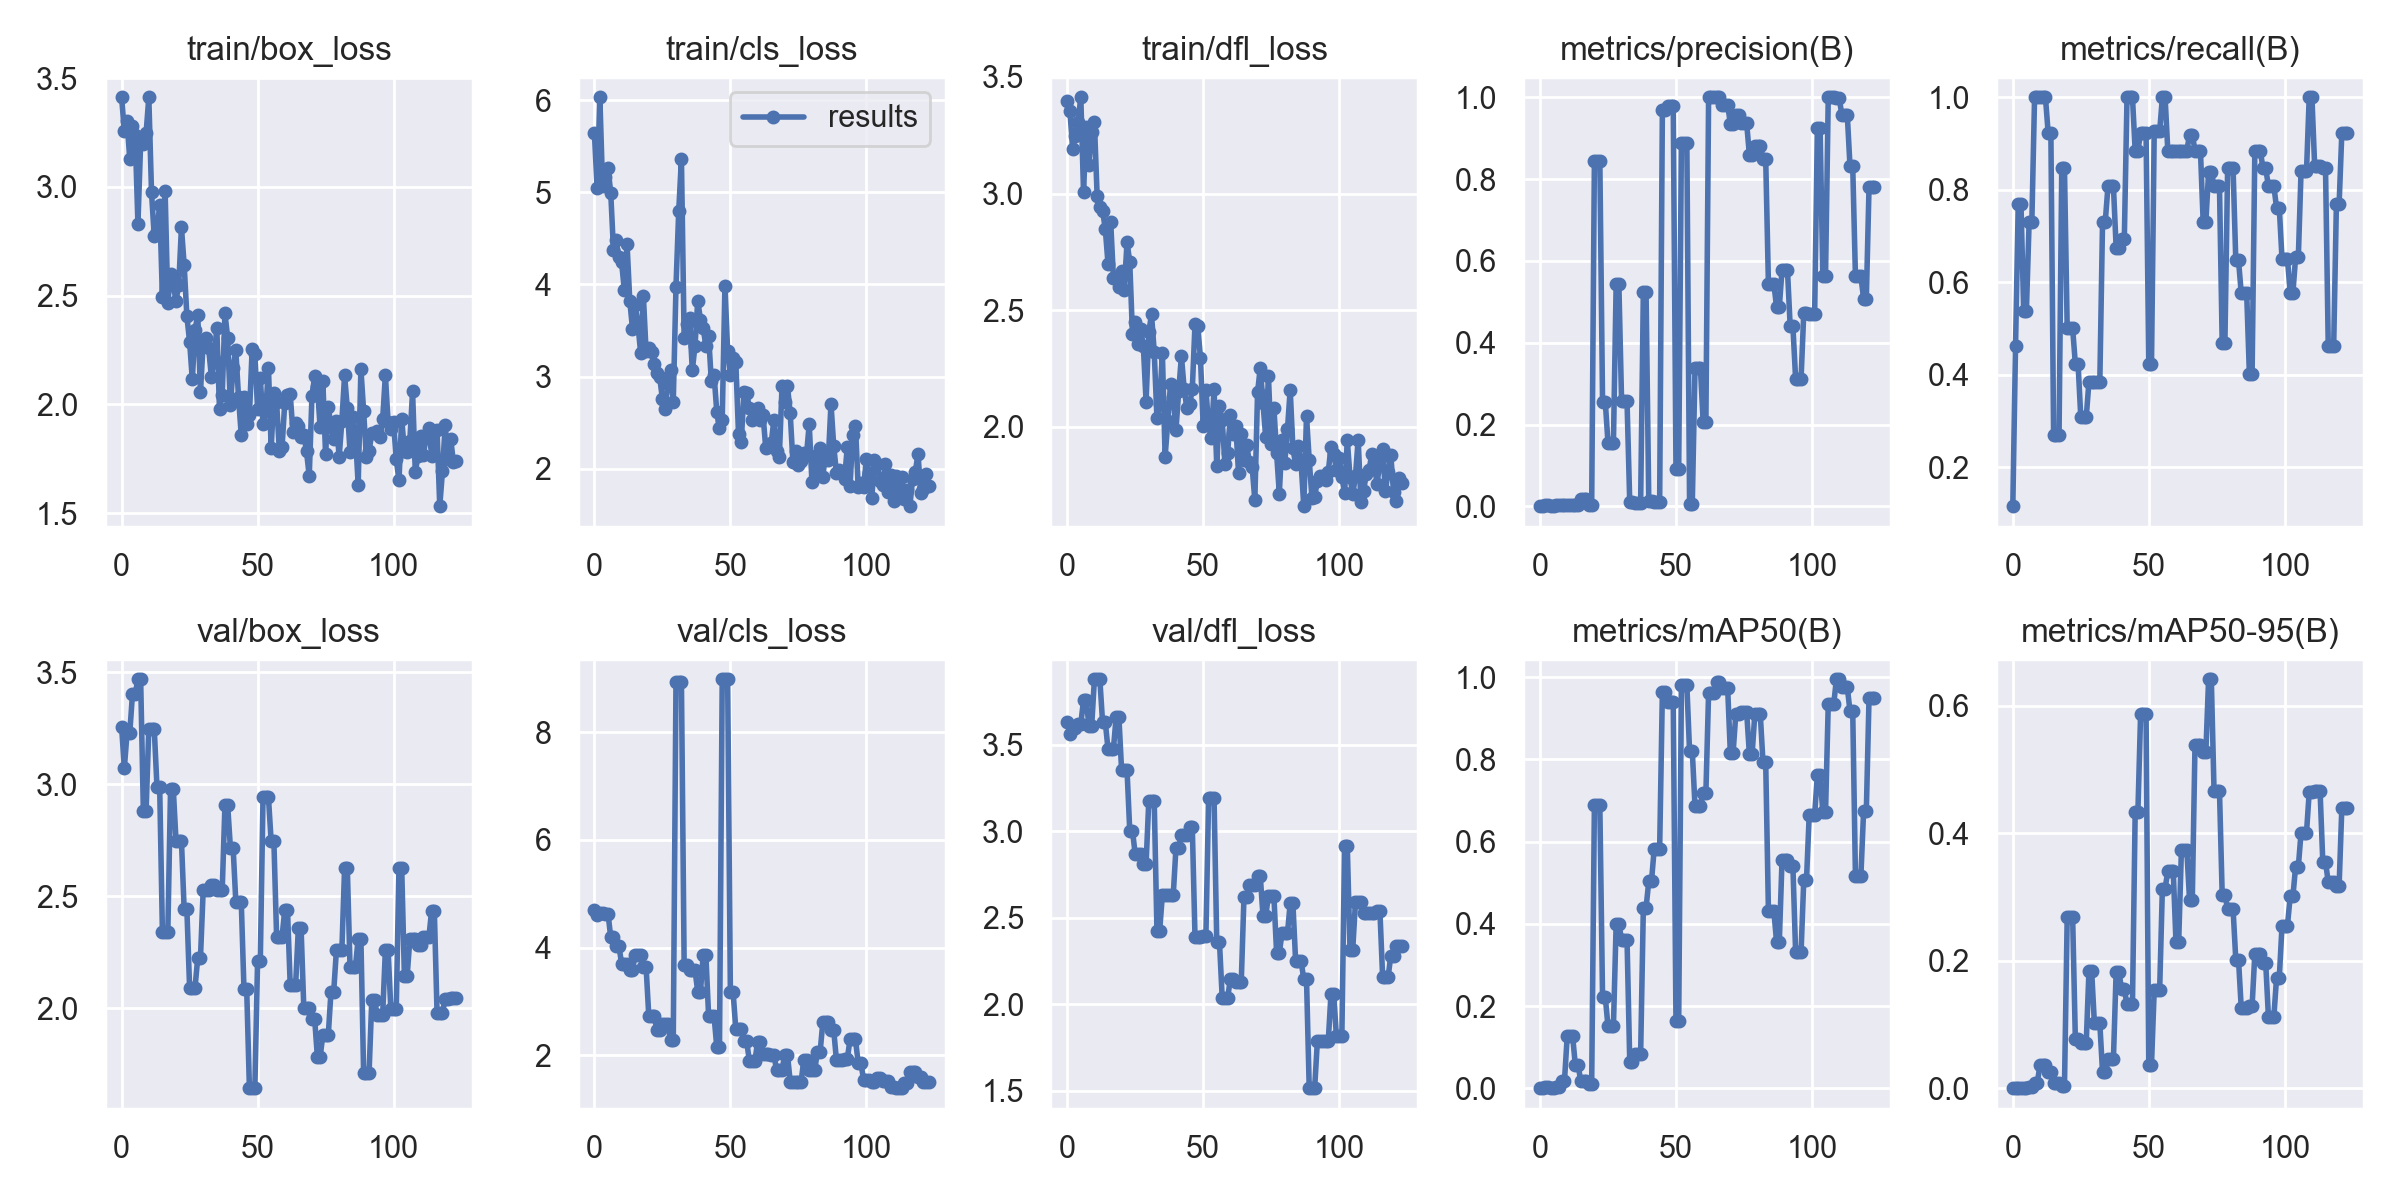 train/box_loss
train/cls_loss
train/dfl_loss
metrics/precision(B)
metrics/recall(B)
3.5
3.0
2.5
2.0
1.5
0 50 100
results
6
5
4
3
2
0 50 100
3.5
3.0
2.5
2.0
0 50 100
1.0
0.8
0.6
0.4
0.2
0.0
0 50 100
1.0
0.8
0.6
0.4
0.2
0 50 100
val/box_loss
val/cls_loss
val/dfl_loss
metrics/mAP50(B)
metrics/mAP50-95(B)
3.5
3.0
2.5
2.0
0 50 100
8
6
4
2
0 50 100
3.5
3.0
2.5
2.0
1.5
0 50 100
1.0
0.8
0.6
0.4
0.2
0.0
0 50 100
0.6
0.4
0.2
0.0
0 50 100